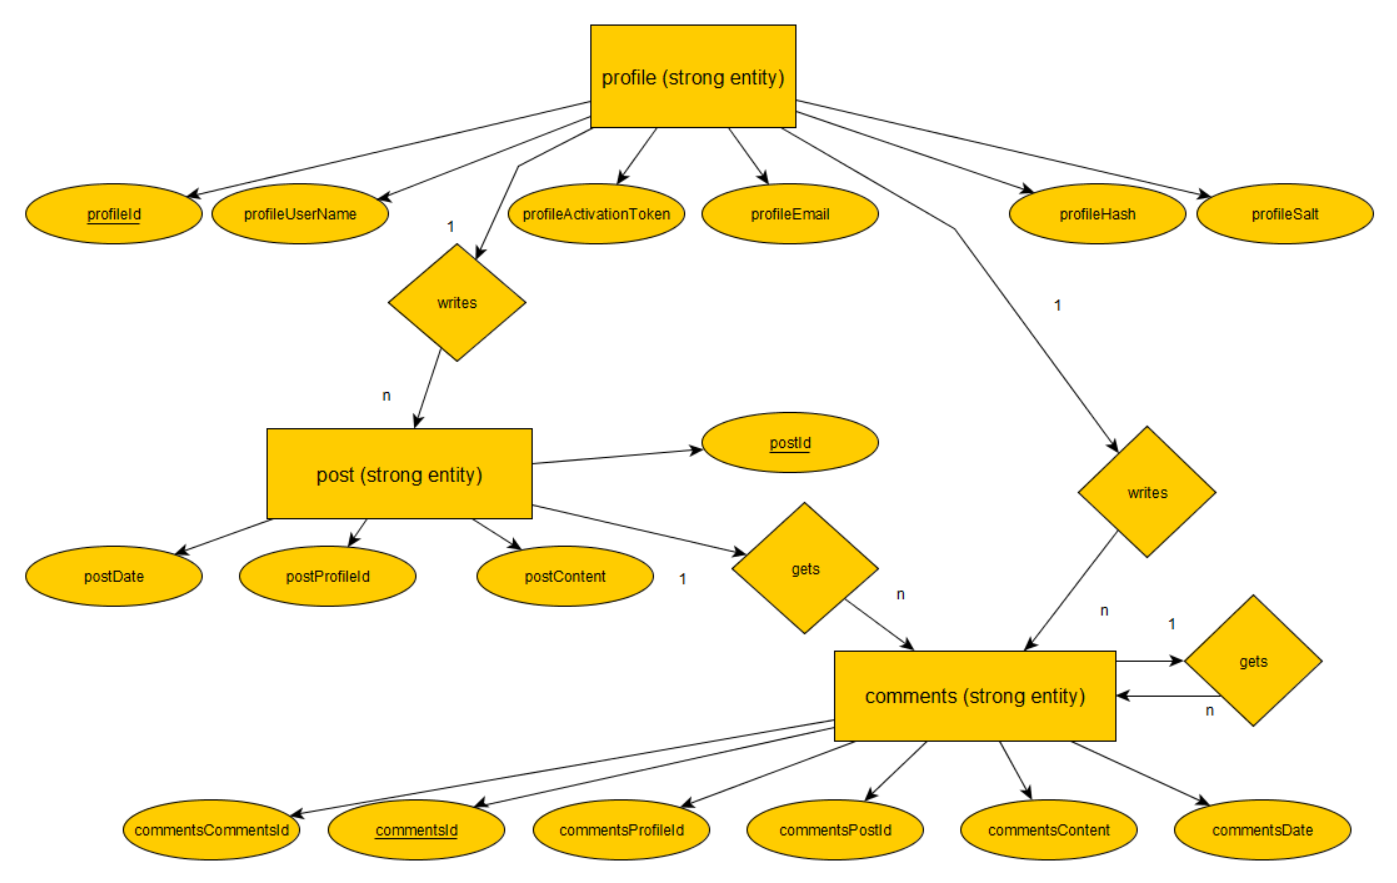 profile (strong entity)
profileId
profileUserName
profileActivationToken
profileEmail
profileHash
profileSalt
1
writes
1
n
post (strong entity)
postId
writes
postDate
postProfileId
postContent
1
gets
n
n
1
gets
comments (strong entity)
n
commentsCommentsId
commentsId
commentsProfileId
commentsPostId
commentsContent
commentsDate